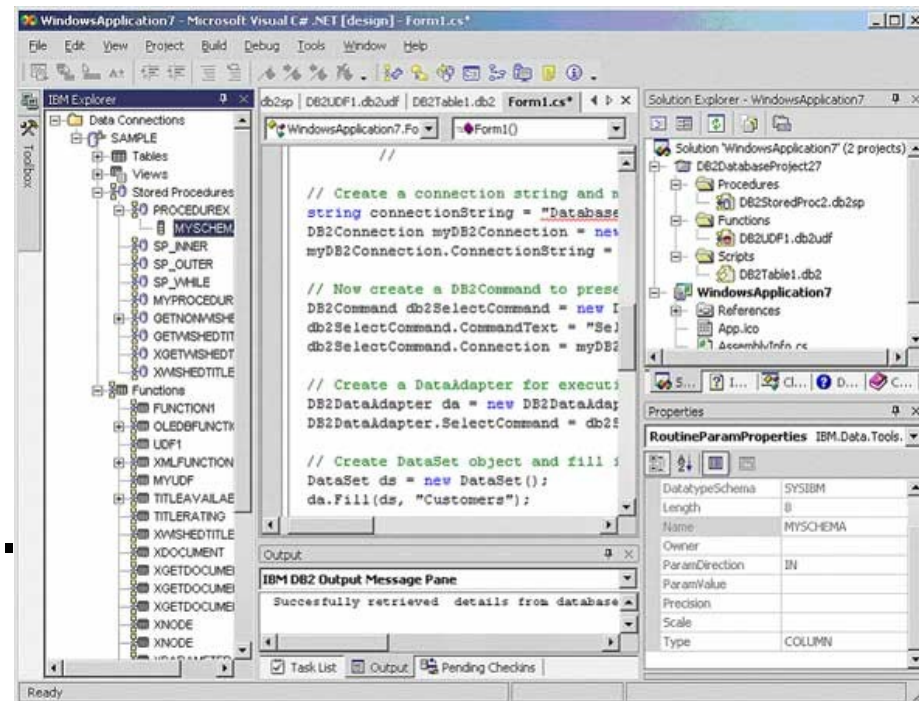 WindowsApplication7 - Microsoft Visual C# .NET [design] - Form1.cs*
File Edit View Project Build Debug Tools Window Help
IBM Explorer
Toolbox
Data Connections
SAMPLE
Tables
Views
Stored Procedures
PROCEDUREX
MYSCHEM
SP_INNER
SP_OUTER
SP_WHILE
MYPROCEDUR
GETNONWISHE
GETWISHEDTIT
XGETWISHEDT
XWISHEDTITLE
Functions
FUNCTION1
OLEDBFUNCTI
UDF1
XMLFUNCTION
MYUDF
TITLEAVAILAE
TITLERATING
XWISHEDTITLE
XDOCUMENT
XGETDOCUME
XGETDOCUME
XGETDOCUME
XNODE
XNODE
db2sp DB2UDF1.db2udf DB2Table1.db2 Form1.cs*
WindowsApplication7.Fo Form1()
//
// Create a connection string and m
string connectionString = "Database
DB2Connection myDB2Connection = new
myDB2Connection.ConnectionString =
// Now create a DB2Command to prese
DB2Command db2SelectCommand = new D
db2SelectCommand.CommandText = "Sel
db2SelectCommand.Connection = myDB2
// Create a DataAdapter for executi
DB2DataAdapter da = new DB2DataAdap
DB2DataAdapter.SelectCommand = db2S
// Create DataSet object and fill i
DataSet ds = new DataSet();
da.Fill(ds, "Customers");
Output
IBM DB2 Output Message Pane
Succesfully retrieved details from database
Task List Output Pending Checkins
Solution Explorer - WindowsApplication7
Solution 'WindowsApplication7' (2 projects)
DB2DatabaseProject27
Procedures
DB2StoredProc2.db2sp
Functions
DB2UDF1.db2udf
Scripts
DB2Table1.db2
WindowsApplication7
References
App.ico
AssemblyInfo.cs
S... I... Cl... D... C...
Properties
RoutineParamProperties IBM.Data.Tools.
DatatypeSchema SYSIBM
Length 8
Name MYSCHEMA
Owner
ParamDirection IN
ParamValue
Precision
Scale
Type COLUMN
Ready